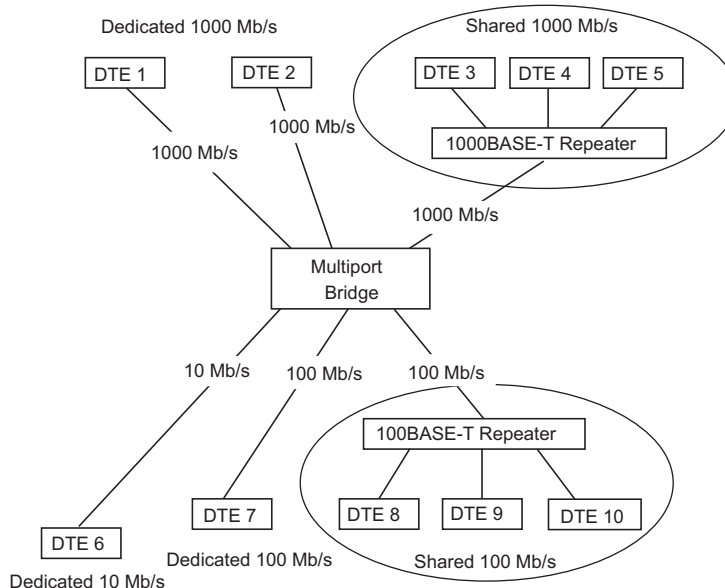 Dedicated 1000 Mb/s
Shared 1000 Mb/s
DTE 1
DTE 2
DTE 3
DTE 4
DTE 5
1000 Mb/s
1000 Mb/s
1000BASE-T Repeater
1000 Mb/s
Multiport
Bridge
10 Mb/s
100 Mb/s
100 Mb/s
100BASE-T Repeater
DTE 6
DTE 7
DTE 8
DTE 9
DTE 10
Dedicated 100 Mb/s
Shared 100 Mb/s
Dedicated 10 Mb/s